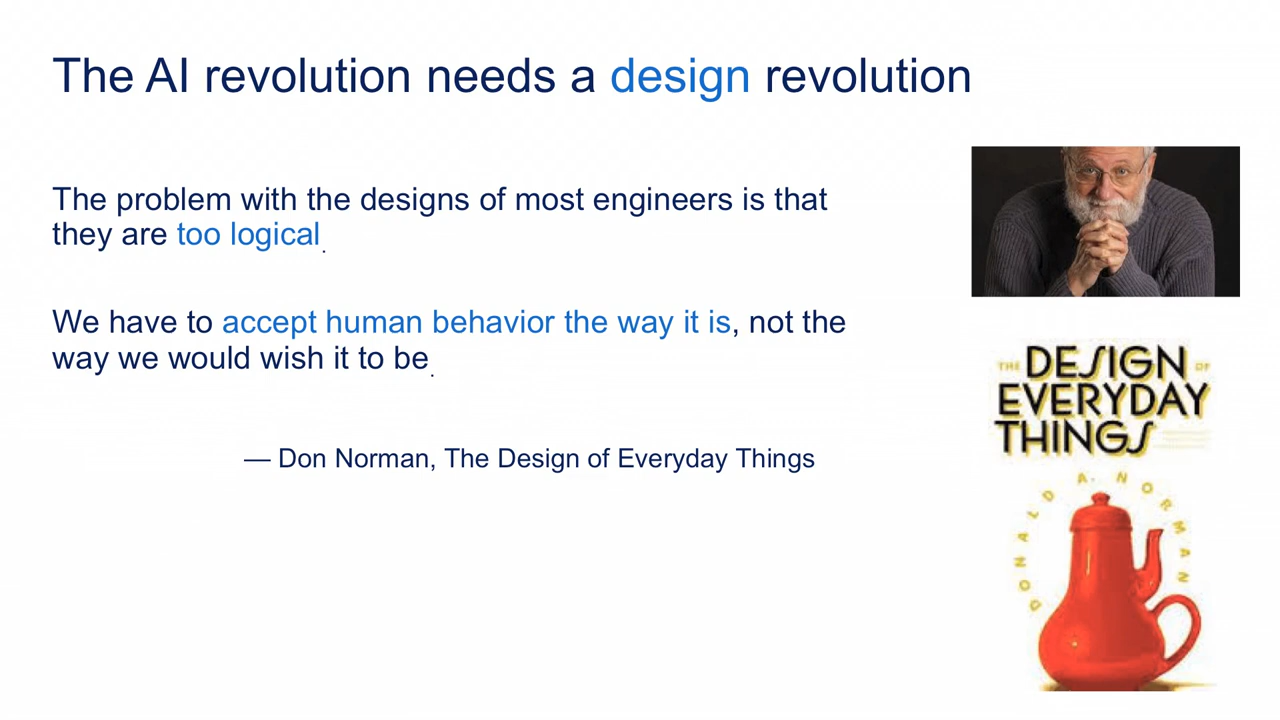 The AI revolution needs a design revolution
The problem with the designs of most engineers is that
they are too logical.
We have to accept human behavior the way it is, not the
way we would wish it to be.
— Don Norman, The Design of Everyday Things
THE DESIGN OF
EVERYDAY
THINGS
DONALD A. NORMAN